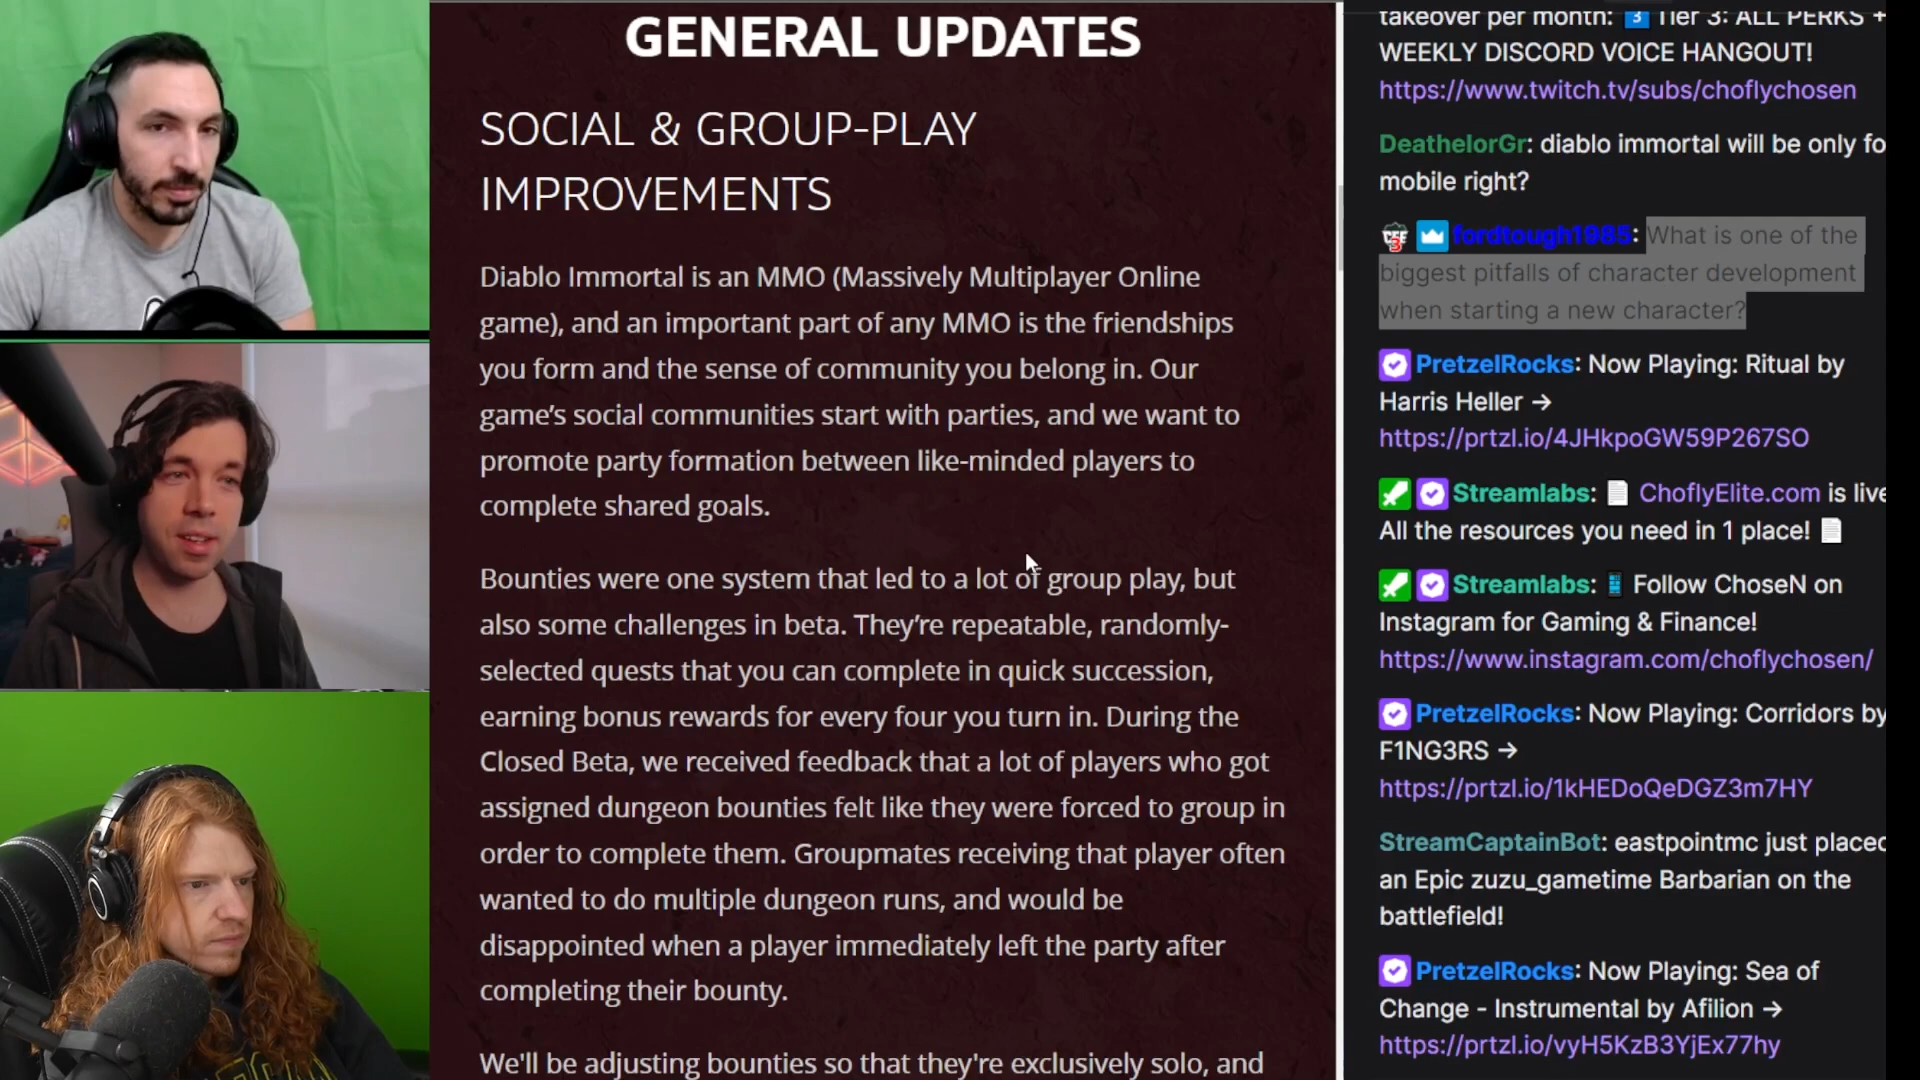 GENERAL UPDATES
SOCIAL & GROUP-PLAY
IMPROVEMENTS
Diablo Immortal is an MMO (Massively Multiplayer Online
game), and an important part of any MMO is the friendships
you form and the sense of community you belong in. Our
game’s social communities start with parties, and we want to
promote party formation between like-minded players to
complete shared goals.
Bounties were one system that led to a lot of group play, but
also some challenges in beta. They’re repeatable, randomly-
selected quests that you can complete in quick succession,
earning bonus rewards for every four you turn in. During the
Closed Beta, we received feedback that a lot of players who got
assigned dungeon bounties felt like they were forced to group in
order to complete them. Groupmates receiving that player often
wanted to do multiple dungeon runs, and would be
disappointed when a player immediately left the party after
completing their bounty.
We'll be adjusting bounties so that they're exclusively solo, and
takeover per month: 3 Tier 3: ALL PERKS +
WEEKLY DISCORD VOICE HANGOUT!
https://www.twitch.tv/subs/choflychosen
DeathelorGr: diablo immortal will be only fo
mobile right?
fordtough1985: What is one of the
biggest pitfalls of character development
when starting a new character?
PretzelRocks: Now Playing: Ritual by
Harris Heller →
https://prtzl.io/4JHkpoGW59P267SO
Streamlabs: ChoflyElite.com is live
All the resources you need in 1 place!
Streamlabs: Follow ChoseN on
Instagram for Gaming & Finance!
https://www.instagram.com/choflychosen/
PretzelRocks: Now Playing: Corridors by
F1NG3RS →
https://prtzl.io/1kHEDoQeDGZ3m7HY
StreamCaptainBot: eastpointmc just placed
an Epic zuzu_gametime Barbarian on the
battlefield!
PretzelRocks: Now Playing: Sea of
Change - Instrumental by Afilion →
https://prtzl.io/vyH5KzB3YjEx77hy